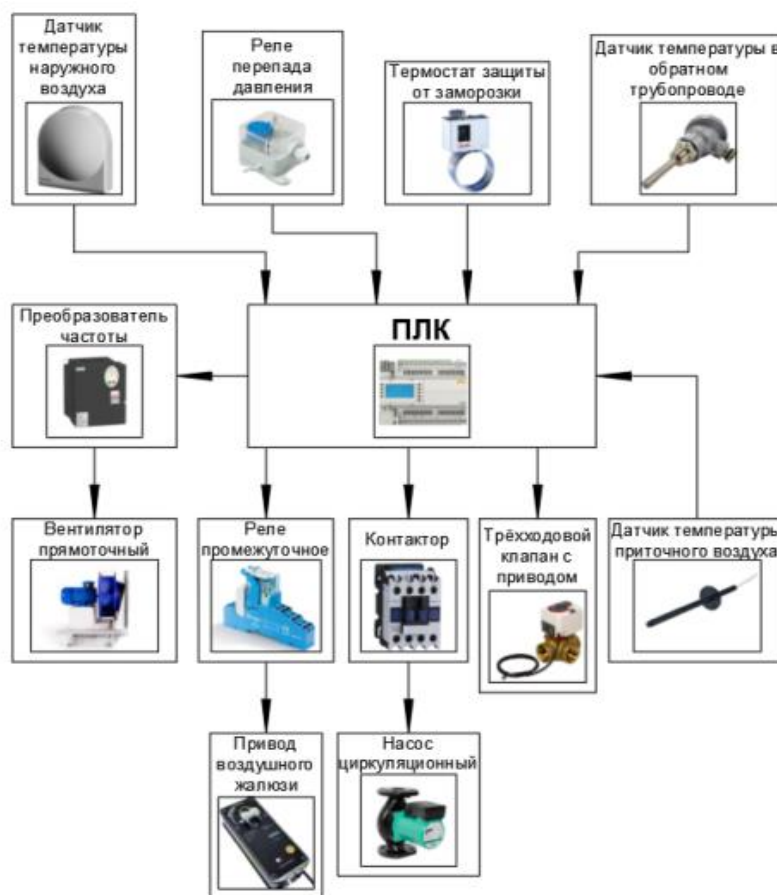 Датчик
температуры
наружного
воздуха
Реле
перепада
давления
Термостат защиты
от заморозки
Датчик температуры в
обратном
трубопроводе
Преобразователь
частоты
ПЛК
Вентилятор
прямоточный
Реле
промежуточное
Контактор
Трёхходовой
клапан с
приводом
Датчик температуры
приточного воздуха
Привод
воздушного
жалюзи
Насос
циркуляционный